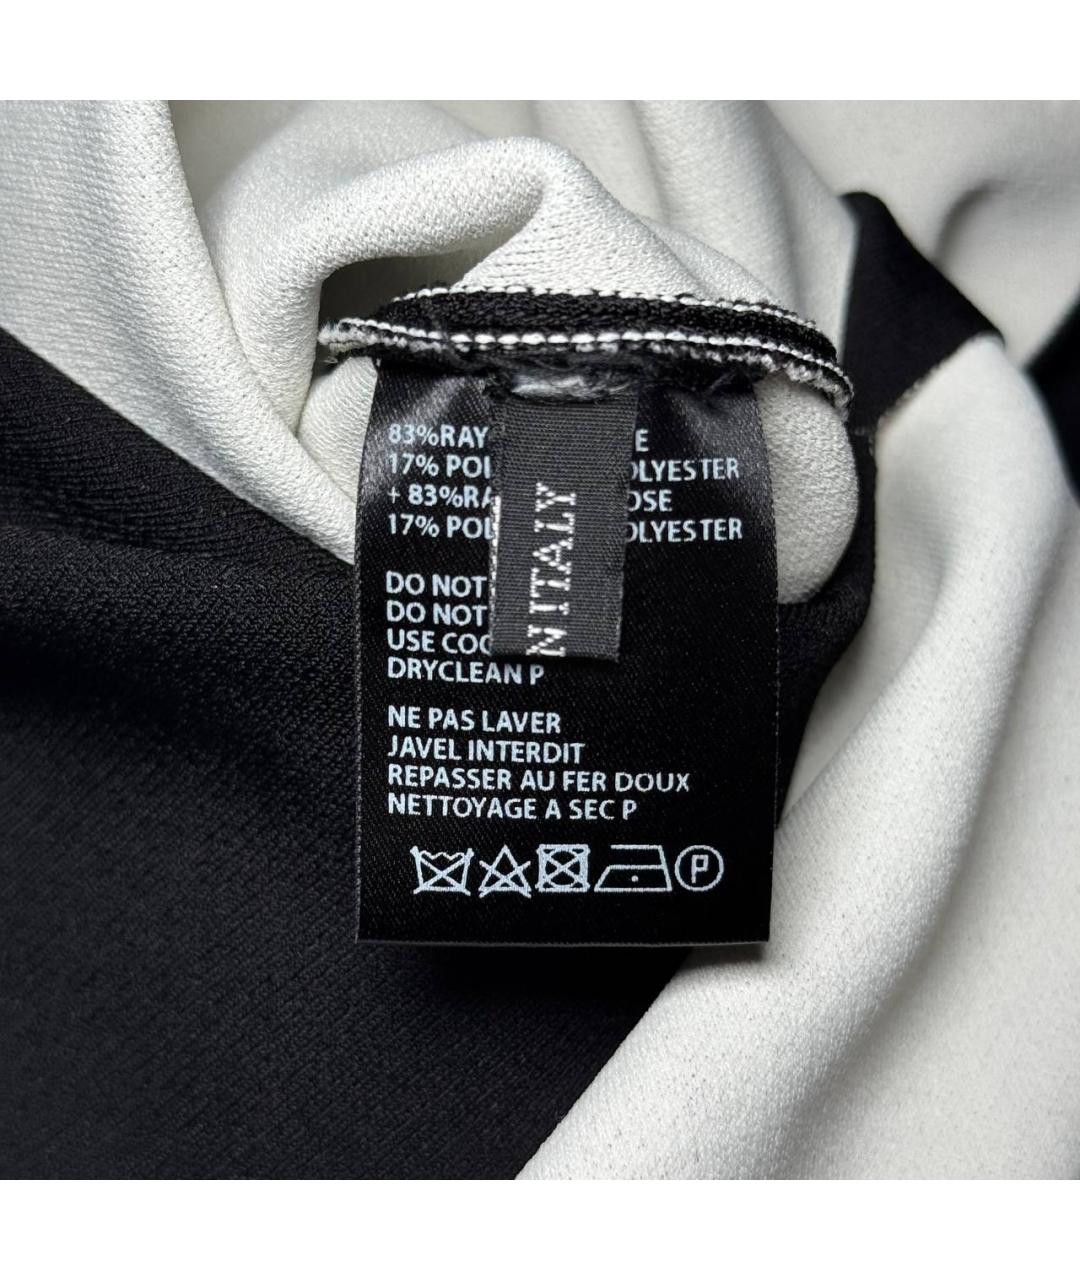 83%RAY E
17% POL OLYESTER
+ 83%RA OSE
17% POL OLYESTER
N ITALY
DO NOT
DO NOT
USE COO
DRYCLEAN P
NE PAS LAVER
JAVEL INTERDIT
REPASSER AU FER DOUX
NETTOYAGE A SEC P
P